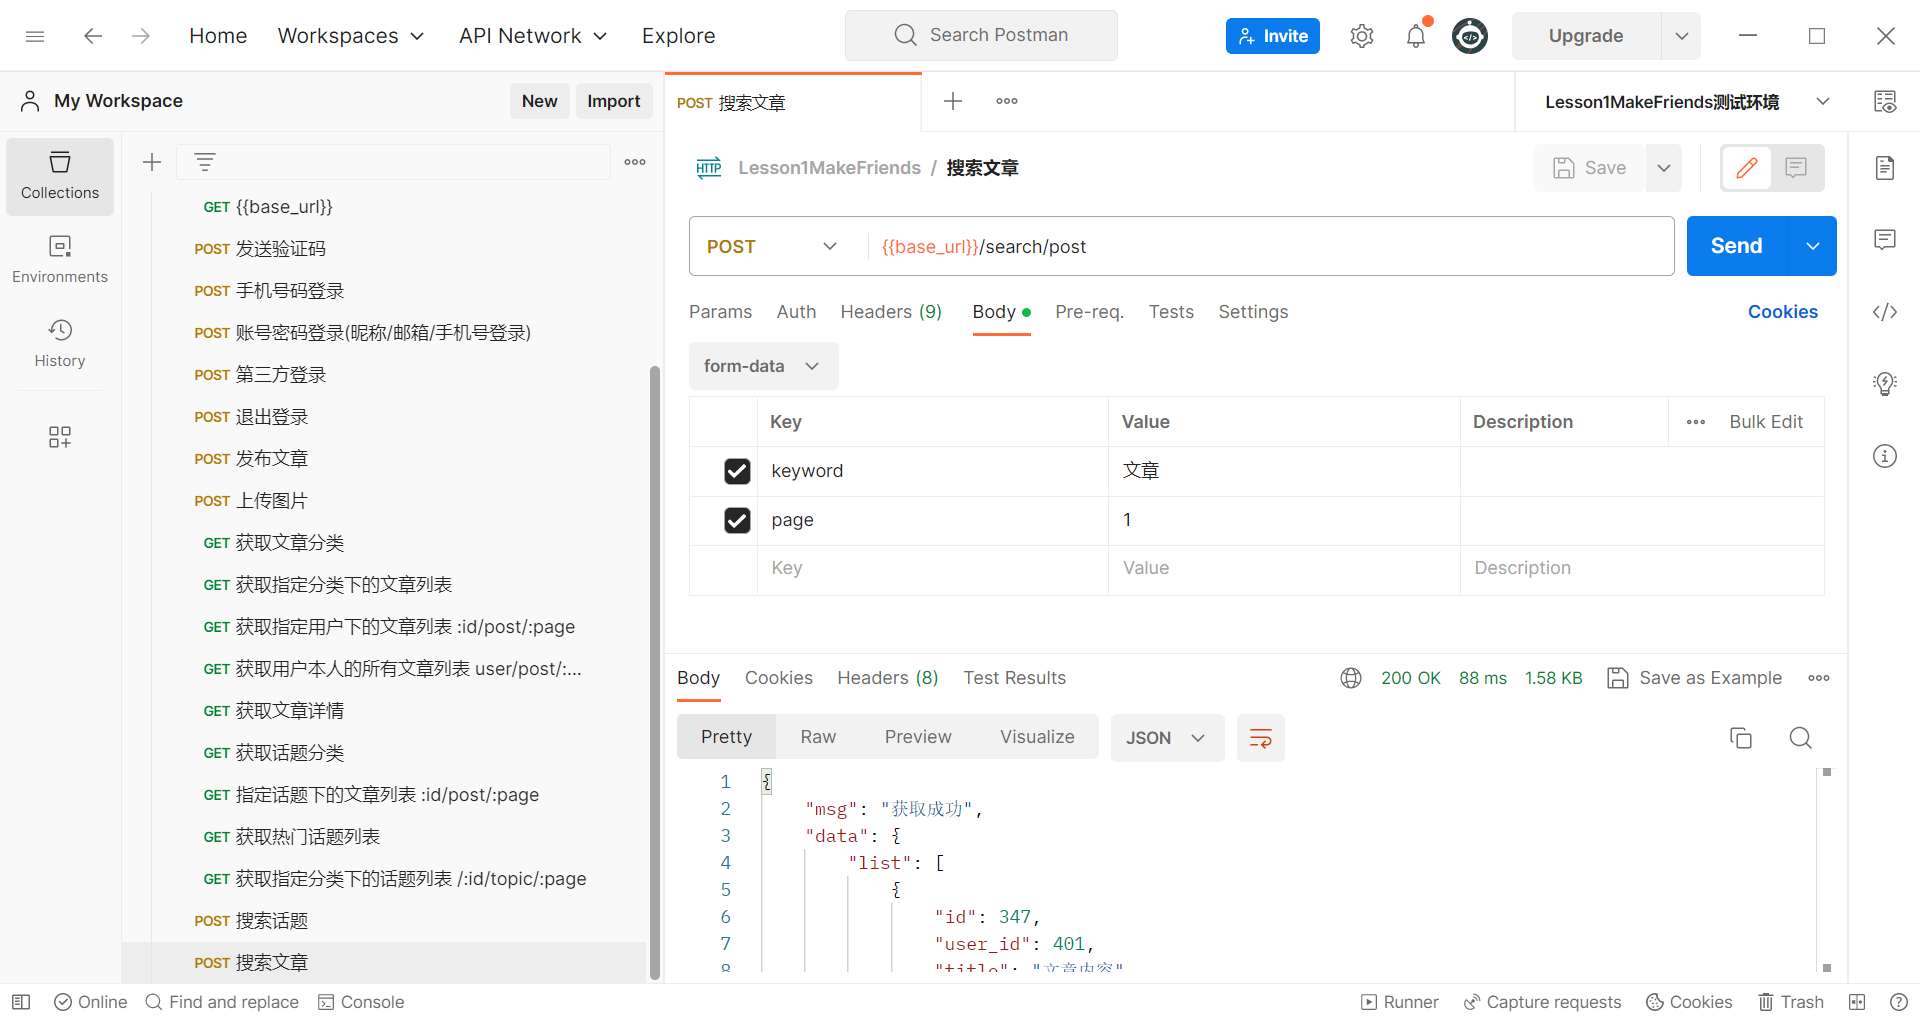 Home Workspaces API Network Explore Search Postman Invite Upgrade
My Workspace New Import
POST 搜索文章
Lesson1MakeFriends测试环境
Collections
Environments
History
GET {{base_url}}
POST 发送验证码
POST 手机号码登录
POST 账号密码登录(昵称/邮箱/手机号登录)
POST 第三方登录
POST 退出登录
POST 发布文章
POST 上传图片
GET 获取文章分类
GET 获取指定分类下的文章列表
GET 获取指定用户下的文章列表 :id/post/:page
GET 获取用户本人的所有文章列表 user/post/:...
GET 获取文章详情
GET 获取话题分类
GET 指定话题下的文章列表 :id/post/:page
GET 获取热门话题列表
GET 获取指定分类下的话题列表 /:id/topic/:page
POST 搜索话题
POST 搜索文章
HTTP Lesson1MakeFriends / 搜索文章 Save
POST {{base_url}}/search/post Send
Params Auth Headers (9) Body Pre-req. Tests Settings Cookies
form-data
Key Value Description Bulk Edit
keyword 文章
page 1
Key Value Description
Body Cookies Headers (8) Test Results 200 OK 88 ms 1.58 KB Save as Example
Pretty Raw Preview Visualize JSON
1 {
2 "msg": "获取成功",
3 "data": {
4 "list": [
5 {
6 "id": 347,
7 "user_id": 401,
8 "title": "文章内容"
Online Find and replace Console Runner Capture requests Cookies Trash